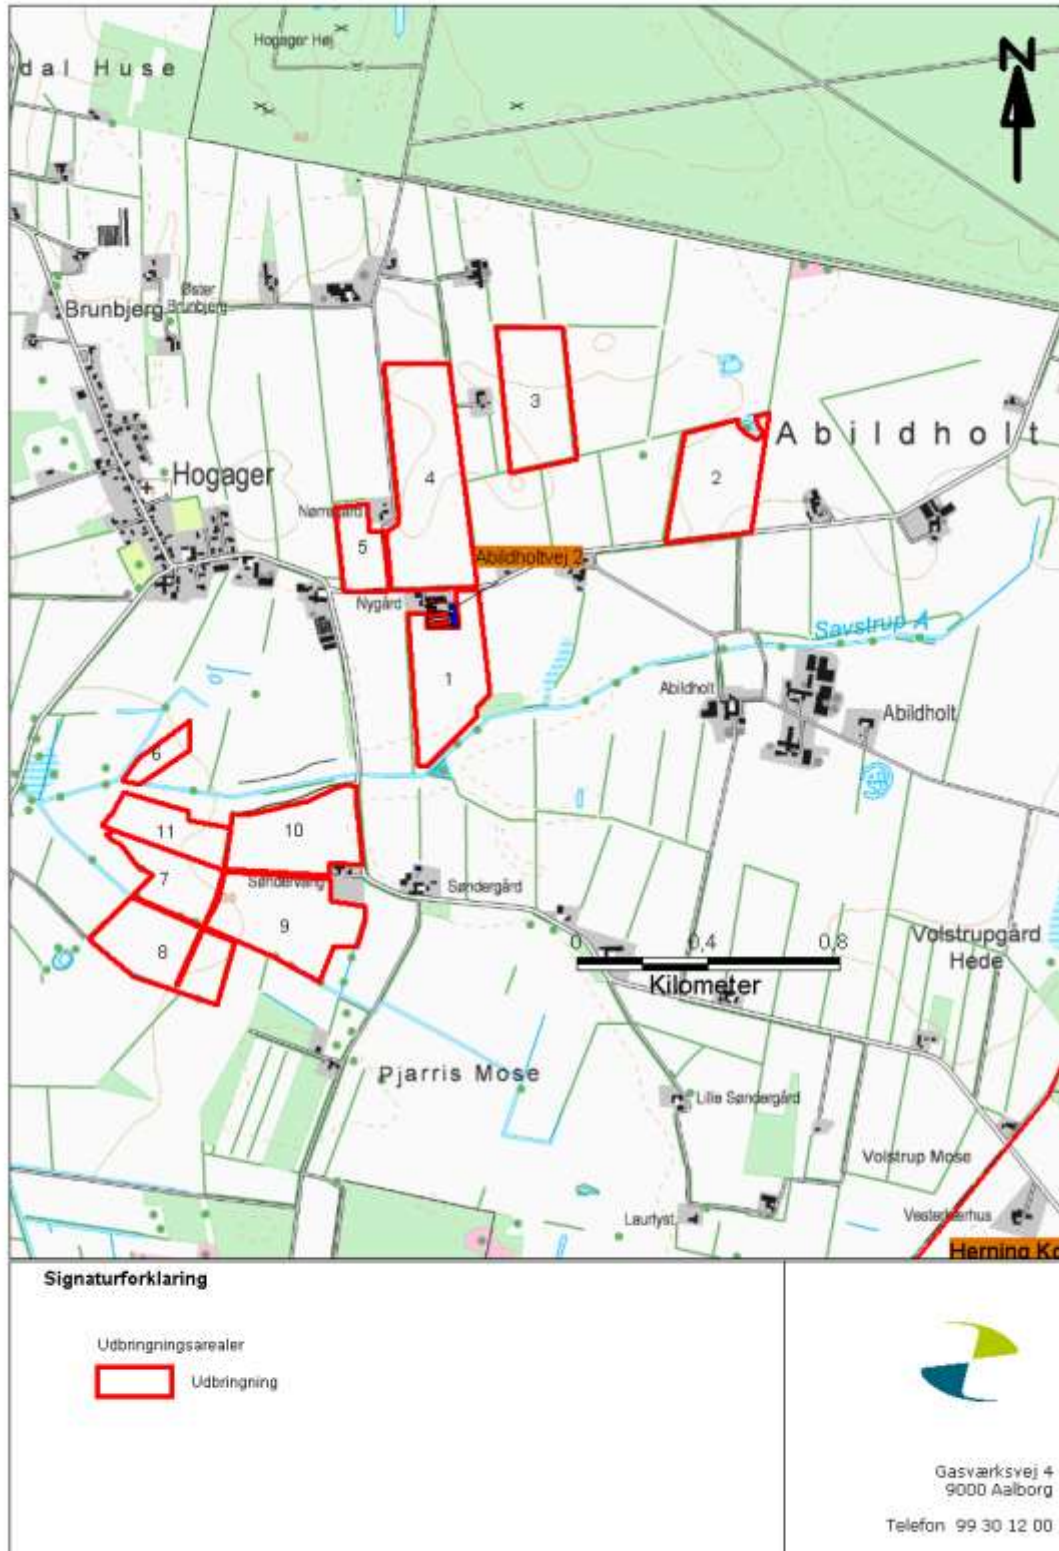 Hogager Høj
N
dal Huse
Øster
Brunbjerg
Brunbjerg
3
Abildholt
2
4
Hogager
Nørregård
5
Abildholtvej 2
Nygård
Savstrup Å
1
Abildholt
Abildholt
6
11
10
7
Søndervang
Søndergård
9
8
0 0,4 0,8
Kilometer
Volstrupgård
Hede
Pjarris Mose
Lille Søndergård
Volstrup Mose
Laurlyst
Vesterkærhus
Herning Ko
Signaturforklaring
Udbringningsarealer
Udbringning
Gasværksvej 4
9000 Aalborg
Telefon 99 30 12 00